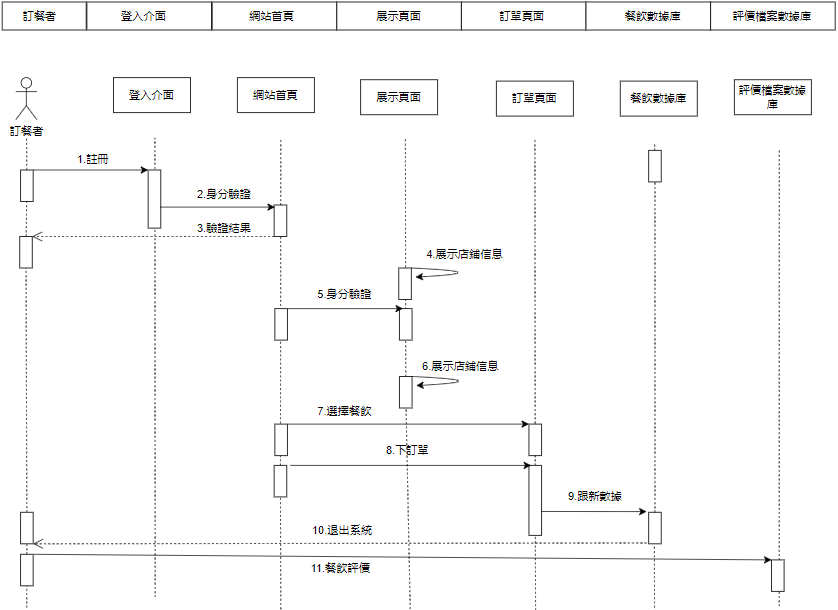 訂餐者
登入介面
網站首頁
展示頁面
訂單頁面
餐飲數據庫
評價檔案數據庫
訂餐者
登入介面
網站首頁
展示頁面
訂單頁面
餐飲數據庫
評價檔案數據
庫
1.註冊
2.身分驗證
3.驗證結果
4.展示店鋪信息
5.身分驗證
6.展示店鋪信息
7.選擇餐飲
8.下訂單
9.跟新數據
10.退出系統
11.餐飲評價